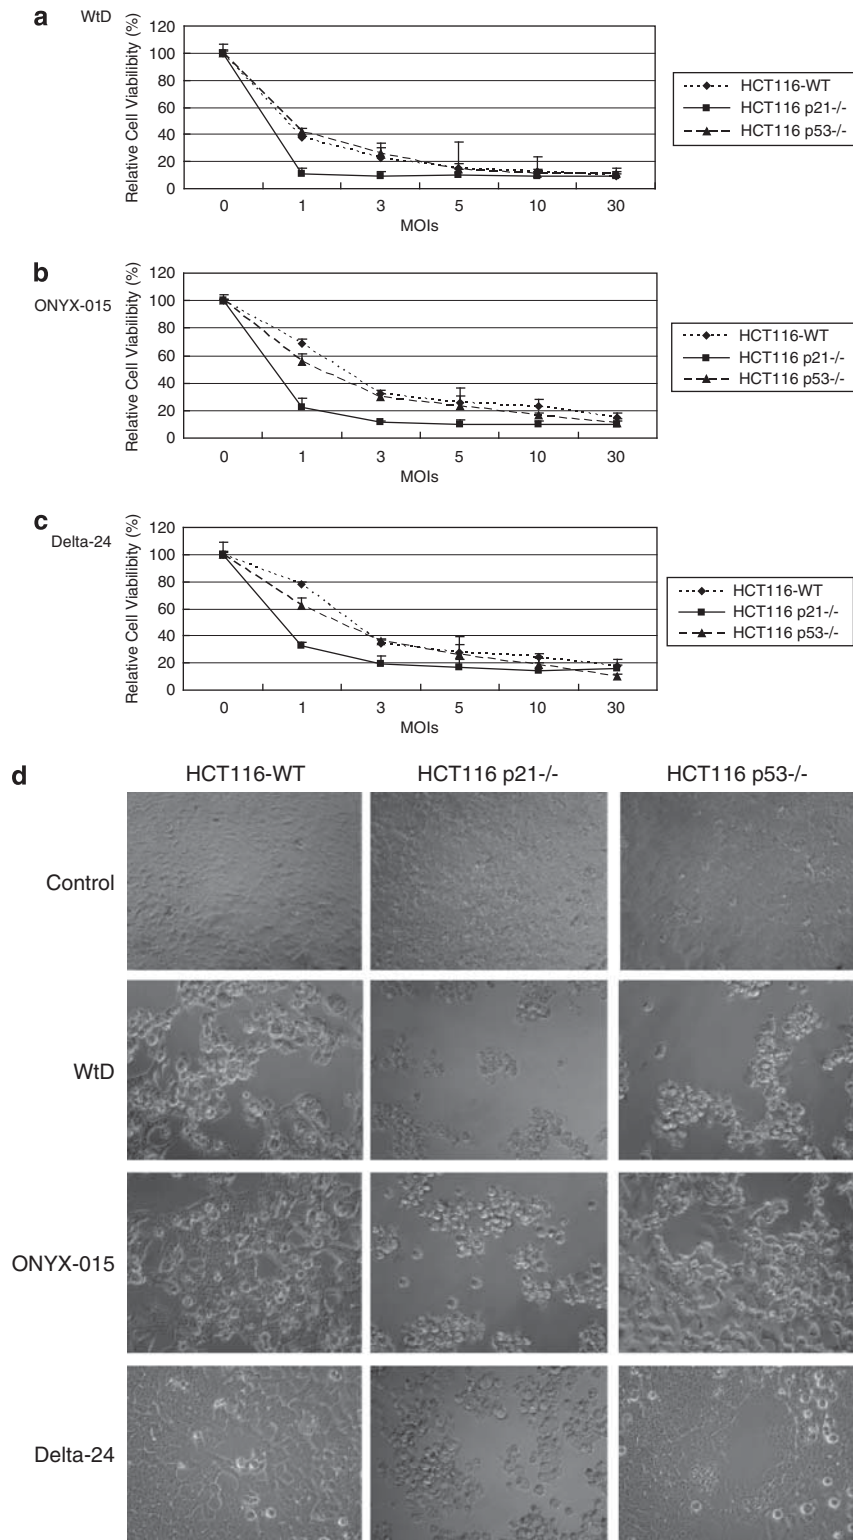 a
WtD
Relative Cell Viabilibity (%)
120
100
80
60
40
20
0
0 1 3 5 10 30
MOIs
HCT116-WT
HCT116 p21-/-
HCT116 p53-/-
b
ONYX-015
Relative Cell Viabilibity (%)
120
100
80
60
40
20
0
0 1 3 5 10 30
MOIs
HCT116-WT
HCT116 p21-/-
HCT116 p53-/-
c
Delta-24
Relative Cell Viabilibity (%)
120
100
80
60
40
20
0
0 1 3 5 10 30
MOIs
HCT116-WT
HCT116 p21-/-
HCT116 p53-/-
d
HCT116-WT HCT116 p21-/- HCT116 p53-/-
Control
WtD
ONYX-015
Delta-24